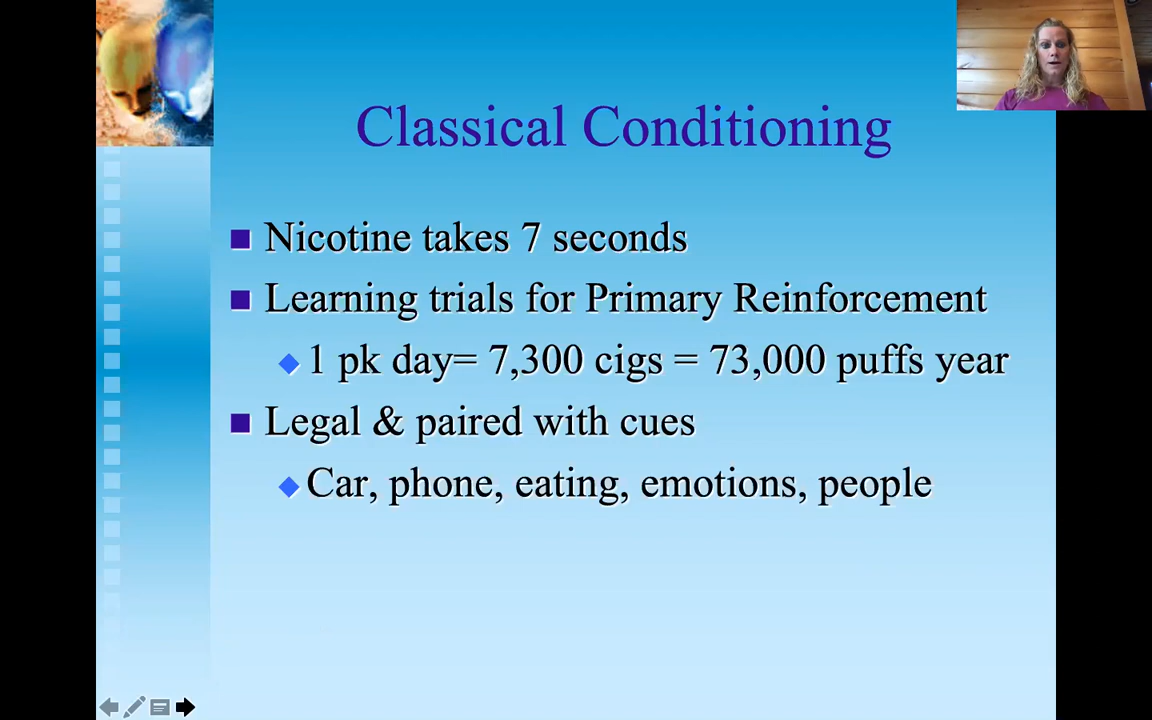 Classical Conditioning
Nicotine takes 7 seconds
Learning trials for Primary Reinforcement
1 pk day= 7,300 cigs = 73,000 puffs year
Legal & paired with cues
Car, phone, eating, emotions, people